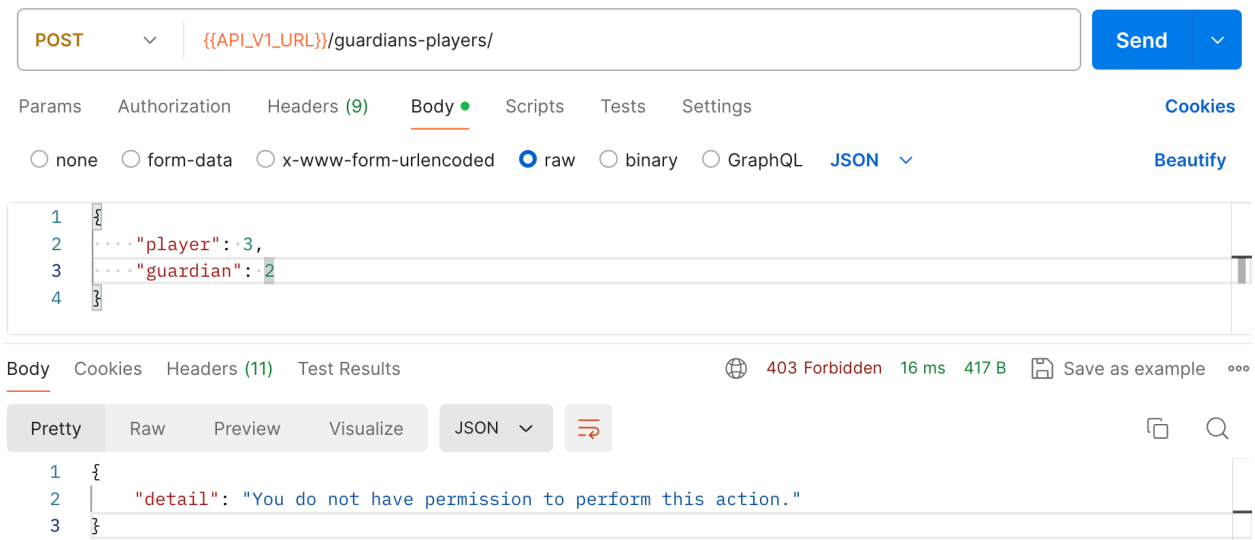 POST {{API_V1_URL}}/guardians-players/ Send
Params Authorization Headers (9) Body Scripts Tests Settings Cookies
none form-data x-www-form-urlencoded raw binary GraphQL JSON Beautify
1 {
2 ····"player":·3,
3 ····"guardian":·2
4 }
Body Cookies Headers (11) Test Results 403 Forbidden 16 ms 417 B Save as example
Pretty Raw Preview Visualize JSON
1 {
2 "detail": "You do not have permission to perform this action."
3 }